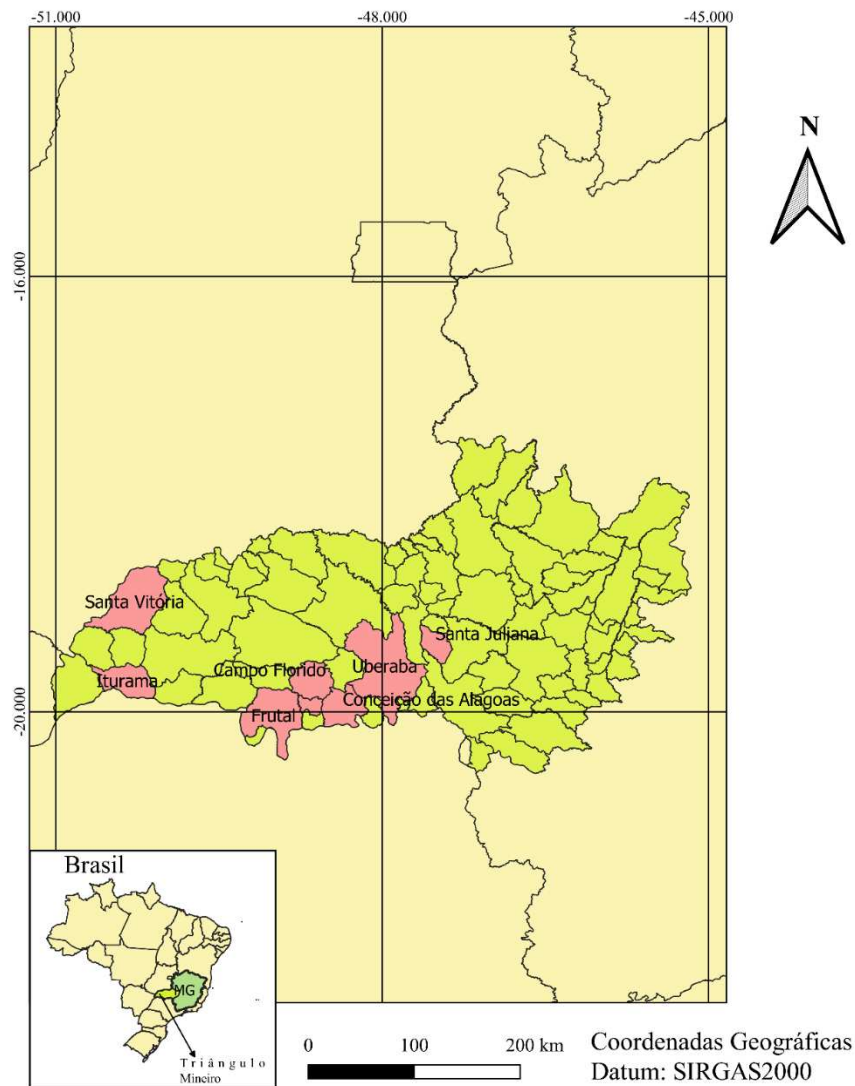 -51.000
-48.000
-45.000
N
-16.000
Santa Vitória
Santa Juliana
Uberaba
Campo Florido
Iturama
Conceição das Alagoas
Frutal
-20.000
Brasil
MG
Triângulo
Mineiro
0
100
200 km
Coordenadas Geográficas
Datum: SIRGAS2000